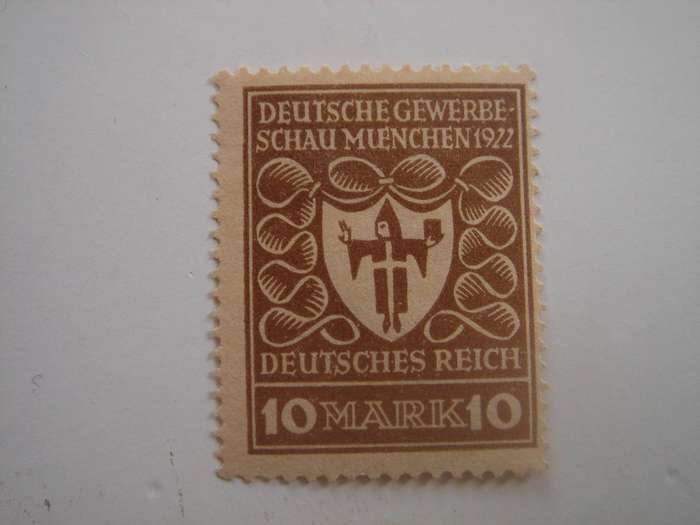 DEUTSCHE GEWERBE-
SCHAU MUENCHEN 1922
DEUTSCHES REICH
10 MARK 10